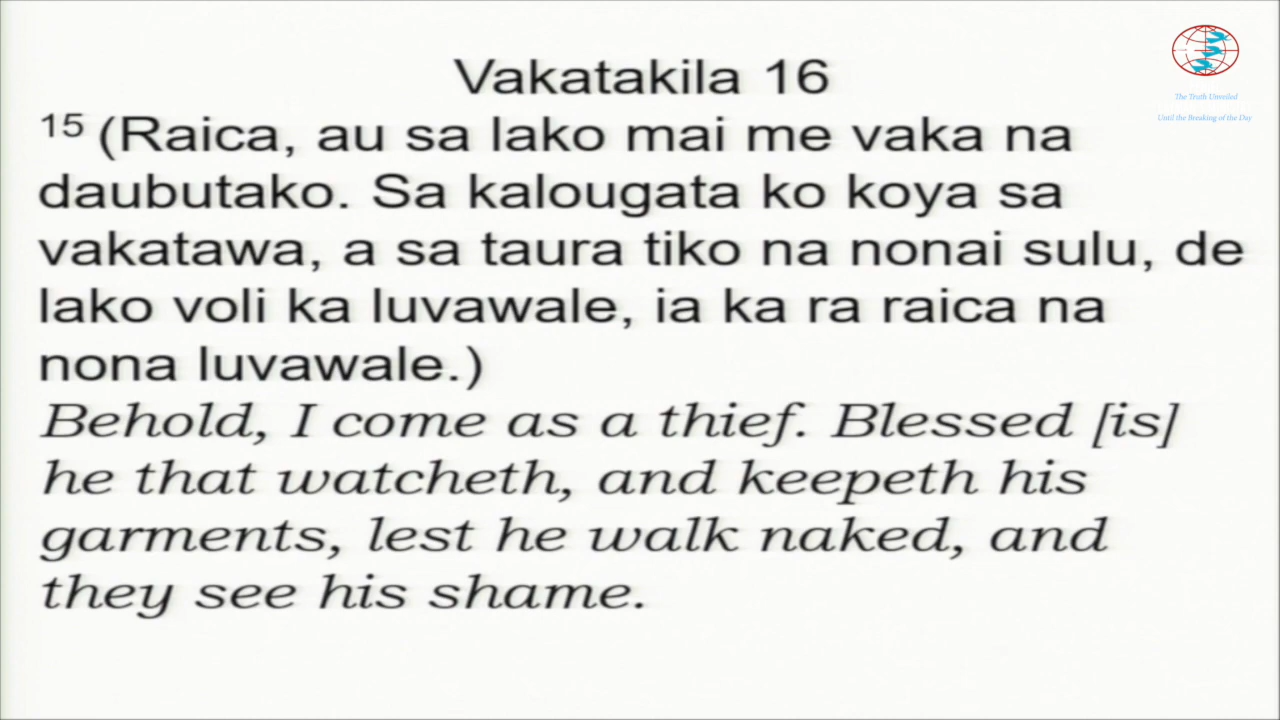 Vakatakila 16
The Truth Unveiled
Until the Breaking of the Day
15 (Raica, au sa lako mai me vaka na
daubutako. Sa kalougata ko koya sa
vakatawa, a sa taura tiko na nonai sulu, de
lako voli ka luvawale, ia ka ra raica na
nona luvawale.)
Behold, I come as a thief. Blessed [is]
he that watcheth, and keepeth his
garments, lest he walk naked, and
they see his shame.